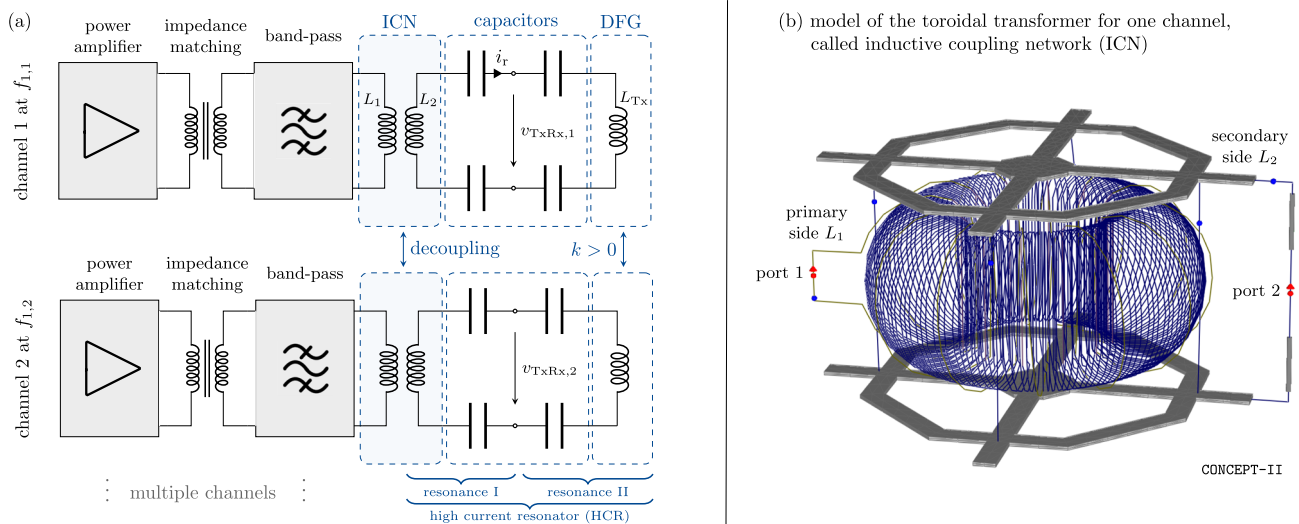 (a)
power
amplifier
impedance
matching
band-pass
ICN
capacitors
DFG
channel 1 at f1,1
L1
L2
ir
vTxRx,1
LTx
decoupling
k > 0
power
amplifier
impedance
matching
band-pass
channel 2 at f1,2
vTxRx,2
⋮ multiple channels ⋮
resonance I
resonance II
high current resonator (HCR)
(b) model of the toroidal transformer for one channel,
called inductive coupling network (ICN)
secondary
side L2
primary
side L1
port 1
port 2
CONCEPT-II